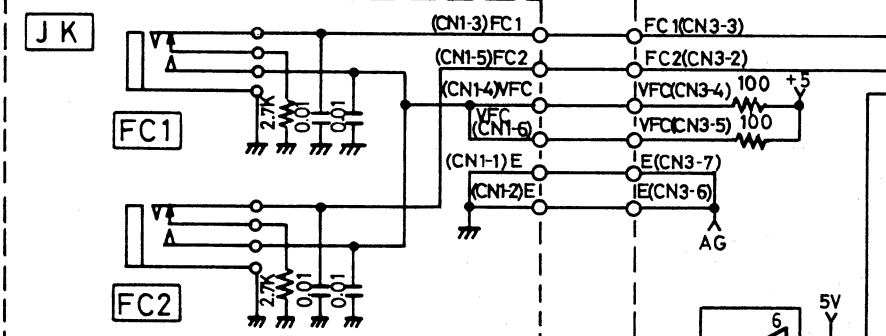 JK
(CN1-3)FC1
FC1(CN3-3)
(CN1-5)FC2
FC2(CN3-2)
(CN1-4)VFC
VFC(CN3-4)
100
+5
FC1
2.7K
0.01
0.01
VFC
(CN1-6)
VFC(CN3-5)
100
(CN1-1)E
E(CN3-7)
(CN1-2)E
E(CN3-6)
AG
FC2
2.7K
0.01
0.01
5V
6